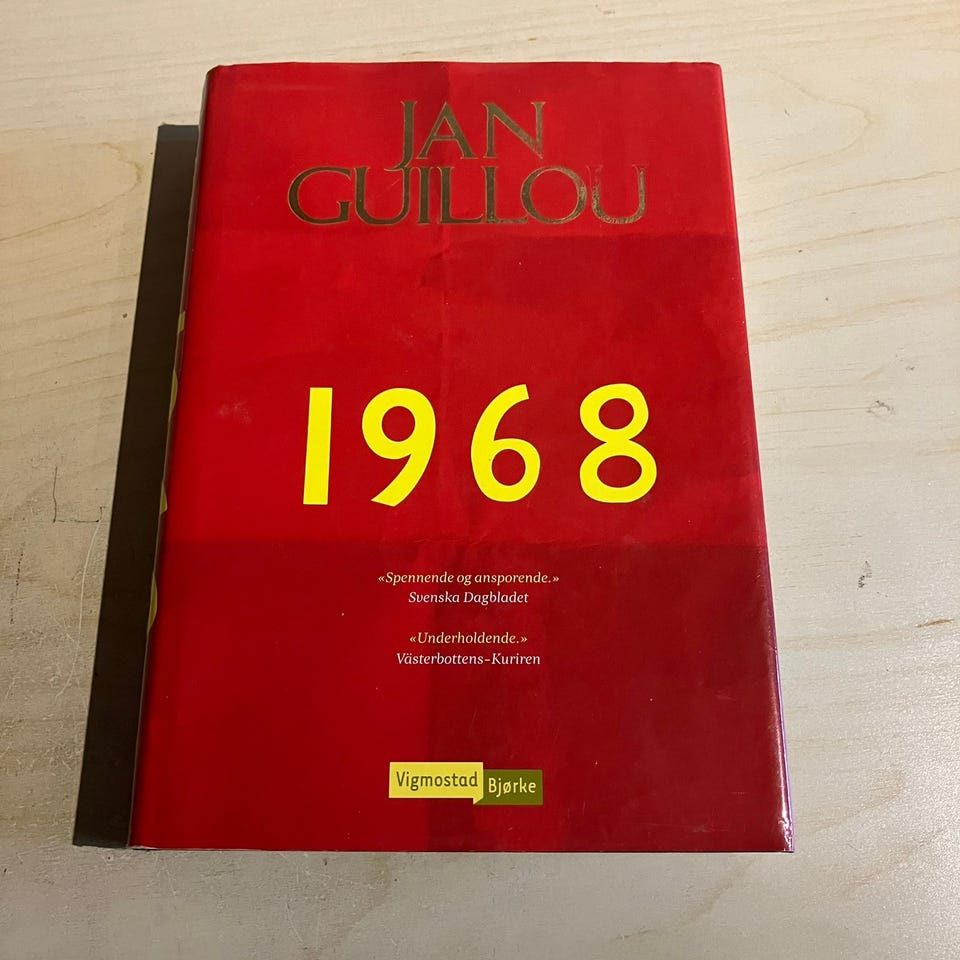 JAN
GUILLOU
1968
«Spennende og ansporende.»
Svenska Dagbladet
«Underholdende.»
Västerbottens-Kuriren
Vigmostad
Bjørke